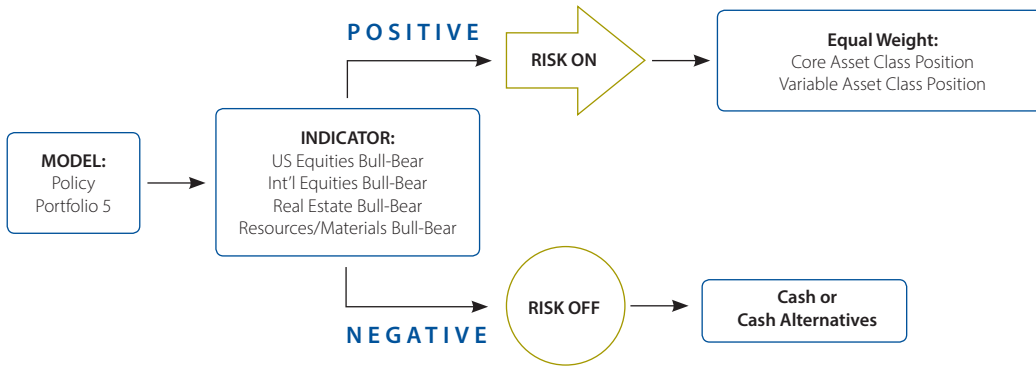 MODEL:
Policy
Portfolio 5
INDICATOR:
US Equities Bull-Bear
Int'l Equities Bull-Bear
Real Estate Bull-Bear
Resources/Materials Bull-Bear
POSITIVE
RISK ON
Equal Weight:
Core Asset Class Position
Variable Asset Class Position
NEGATIVE
RISK OFF
Cash or
Cash Alternatives